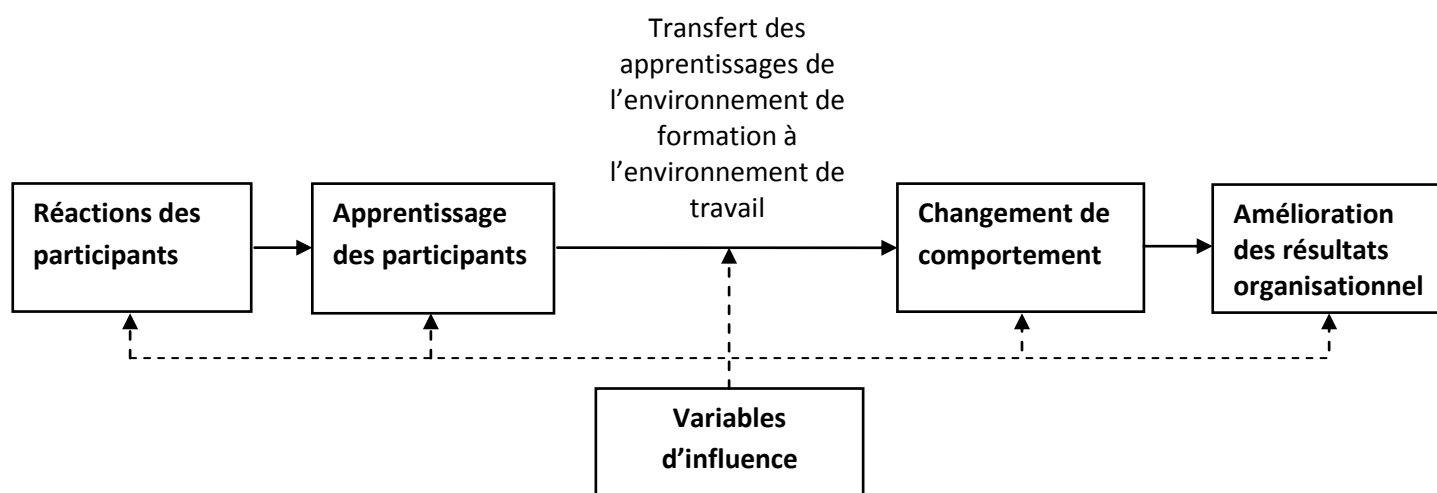 Transfert des
apprentissages de
l’environnement de
formation à
l’environnement de
travail
Réactions des
participants
Apprentissage
des participants
Changement de
comportement
Amélioration
des résultats
organisationnel
Variables
d’influence